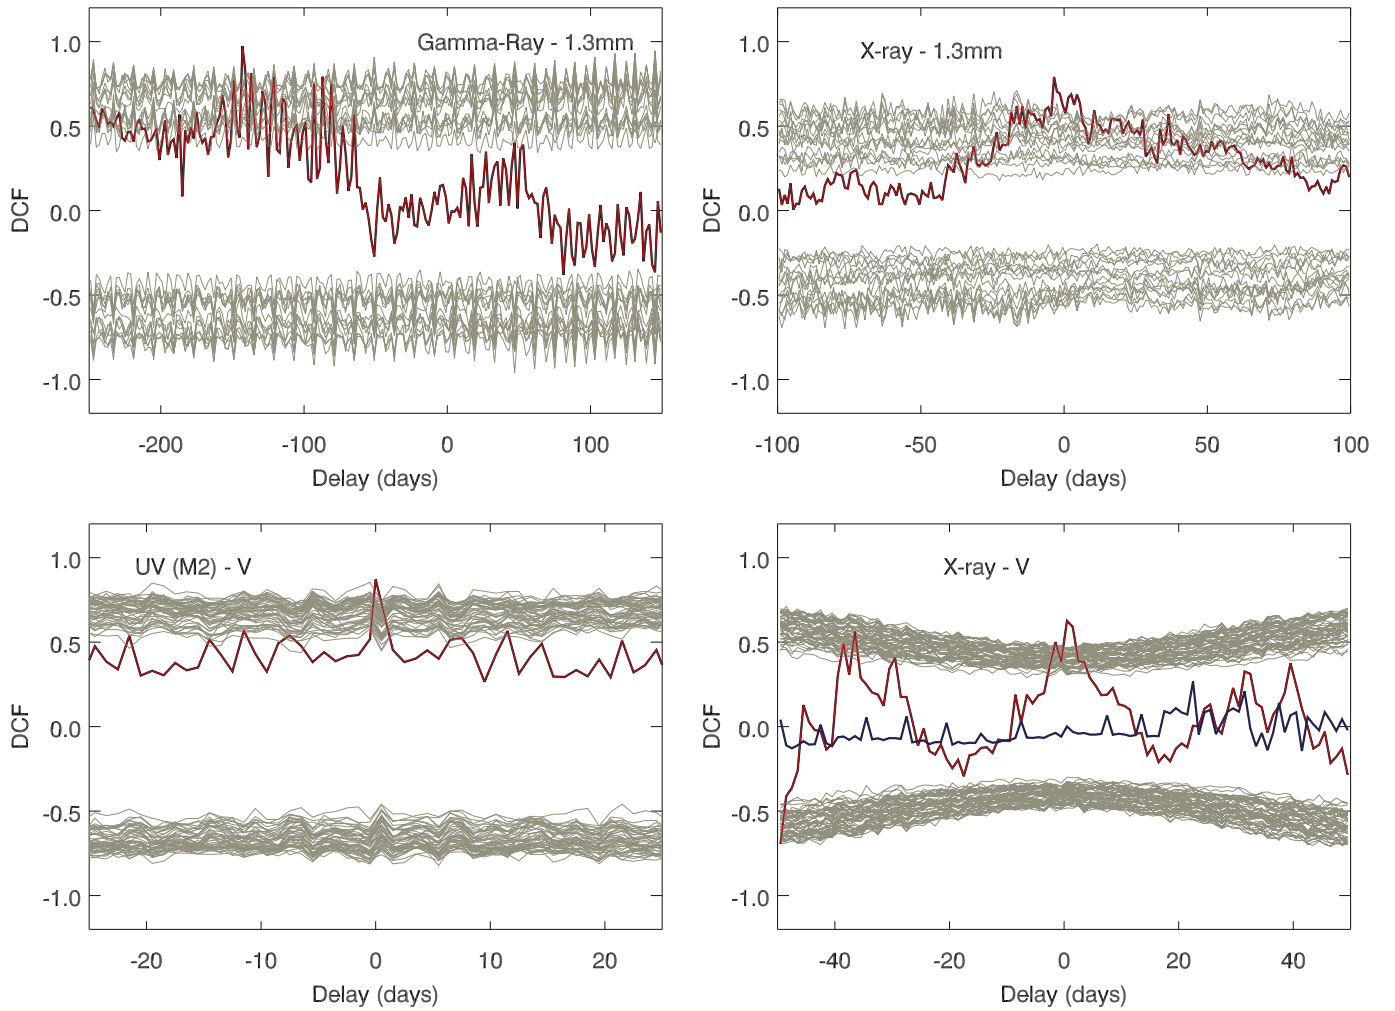 Gamma-Ray - 1.3mm
1.0
0.5
0.0
-0.5
-1.0
DCF
-200 -100 0 100
Delay (days)
X-ray - 1.3mm
1.0
0.5
0.0
-0.5
-1.0
DCF
-100 -50 0 50 100
Delay (days)
UV (M2) - V
1.0
0.5
0.0
-0.5
-1.0
DCF
-20 -10 0 10 20
Delay (days)
X-ray - V
1.0
0.5
0.0
-0.5
-1.0
DCF
-40 -20 0 20 40
Delay (days)